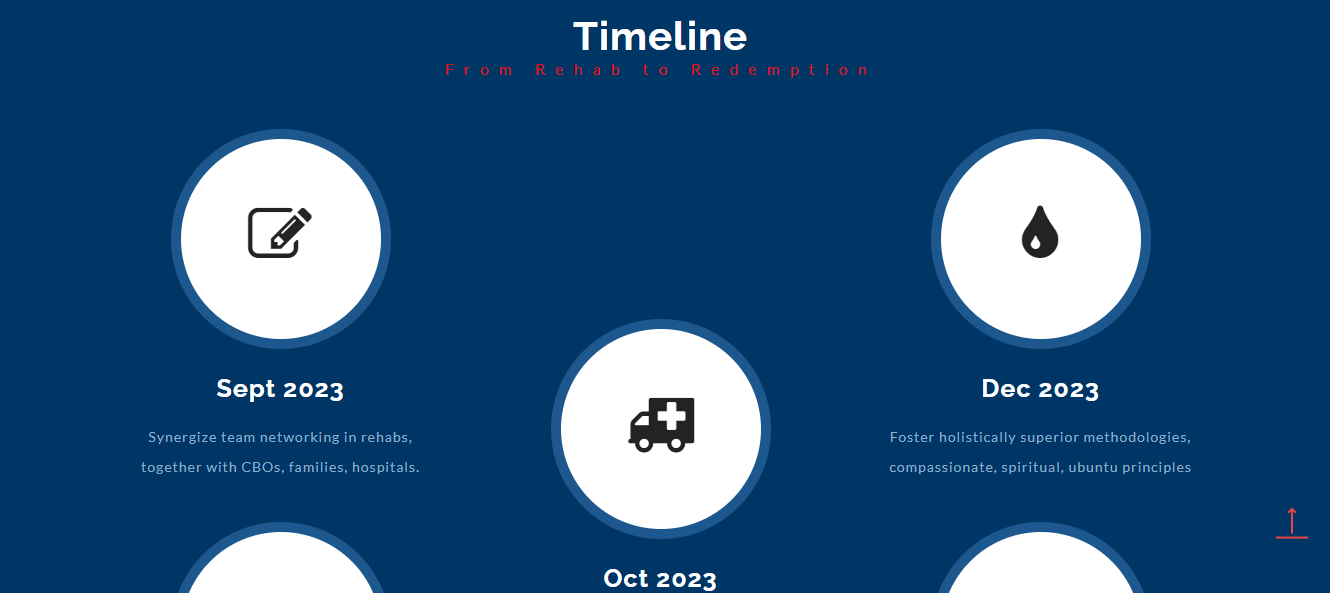 Timeline
From Rehab to Redemption
Sept 2023
Synergize team networking in rehabs,
together with CBOs, families, hospitals.
Oct 2023
Dec 2023
Foster holistically superior methodologies,
compassionate, spiritual, ubuntu principles